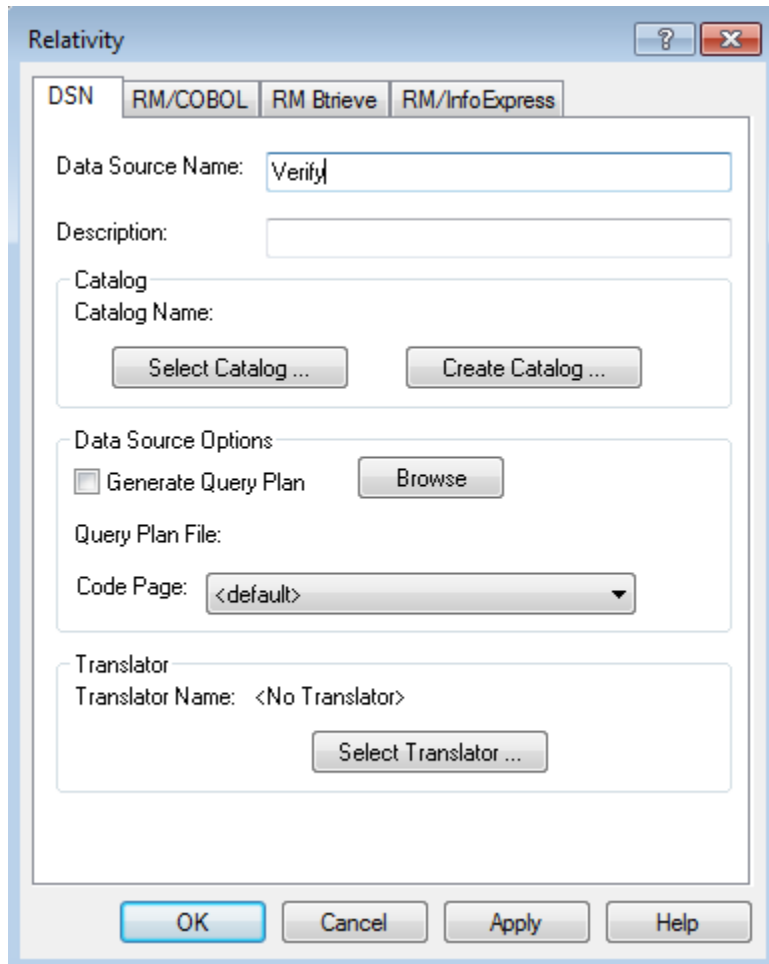 Relativity
DSN RM/COBOL RM Btrieve RM/InfoExpress
Data Source Name: Verify
Description:
Catalog
Catalog Name:
Select Catalog ... Create Catalog ...
Data Source Options
Generate Query Plan Browse
Query Plan File:
Code Page: <default>
Translator
Translator Name: <No Translator>
Select Translator ...
OK Cancel Apply Help